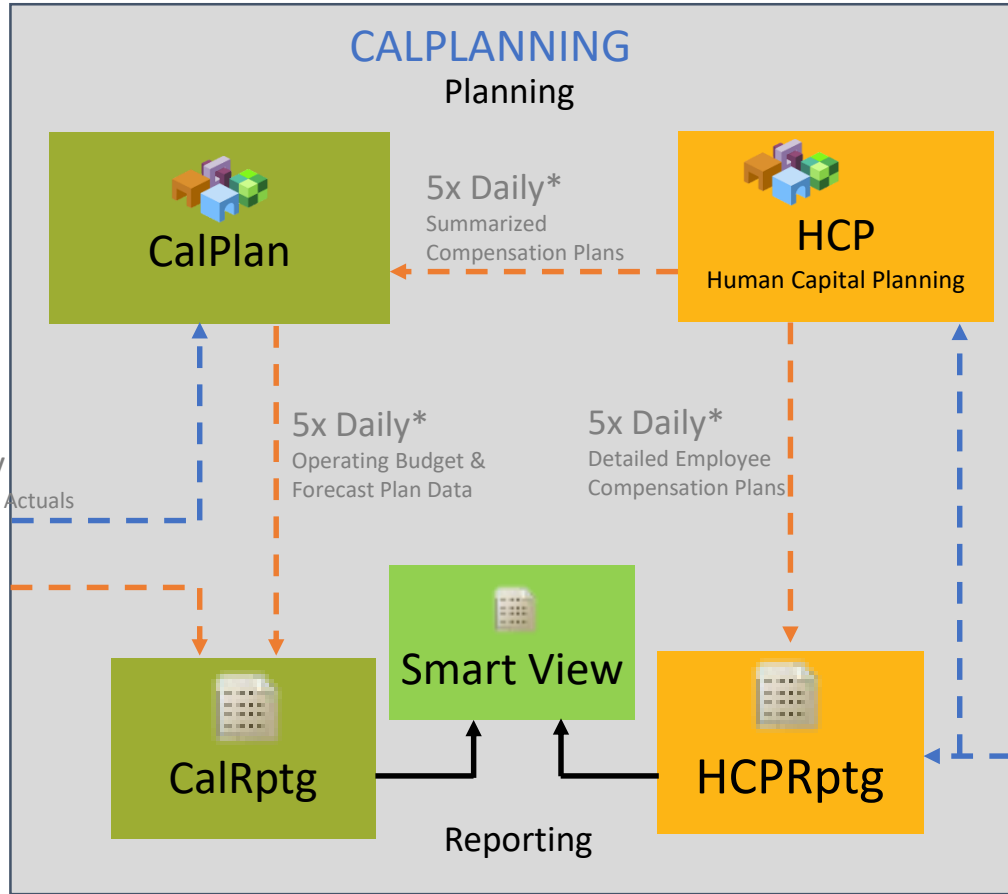 CALPLANNING
Planning
CalPlan
5x Daily*
Summarized
Compensation Plans
HCP
Human Capital Planning
5x Daily*
Operating Budget &
Forecast Plan Data
5x Daily*
Detailed Employee
Compensation Plans
Actuals
Smart View
CalRptg
HCPRptg
Reporting